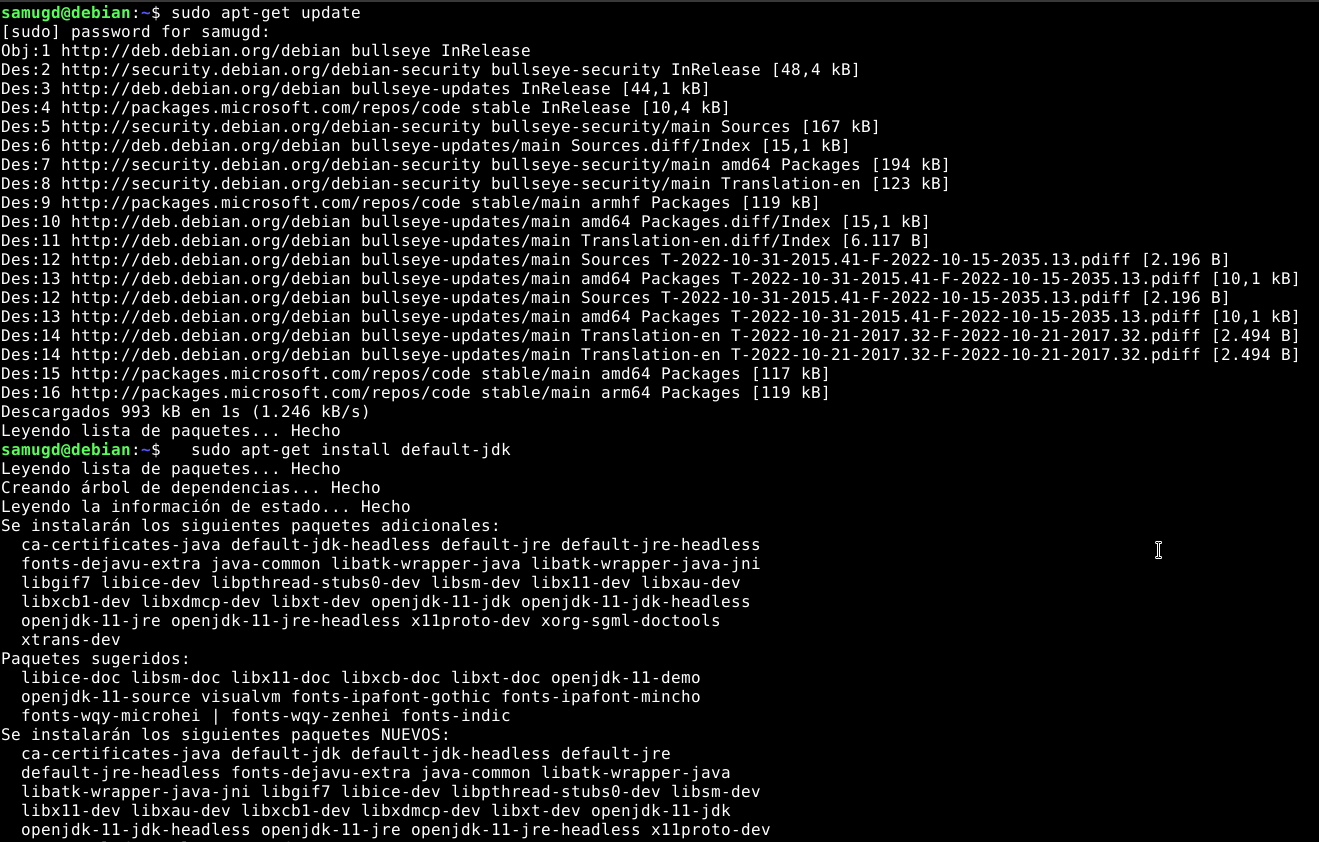 samugd@debian:~$ sudo apt-get update
[sudo] password for samugd:
Obj:1 http://deb.debian.org/debian bullseye InRelease
Des:2 http://security.debian.org/debian-security bullseye-security InRelease [48,4 kB]
Des:3 http://deb.debian.org/debian bullseye-updates InRelease [44,1 kB]
Des:4 http://packages.microsoft.com/repos/code stable InRelease [10,4 kB]
Des:5 http://security.debian.org/debian-security bullseye-security/main Sources [167 kB]
Des:6 http://deb.debian.org/debian bullseye-updates/main Sources.diff/Index [15,1 kB]
Des:7 http://security.debian.org/debian-security bullseye-security/main amd64 Packages [194 kB]
Des:8 http://security.debian.org/debian-security bullseye-security/main Translation-en [123 kB]
Des:9 http://packages.microsoft.com/repos/code stable/main armhf Packages [119 kB]
Des:10 http://deb.debian.org/debian bullseye-updates/main amd64 Packages.diff/Index [15,1 kB]
Des:11 http://deb.debian.org/debian bullseye-updates/main Translation-en.diff/Index [6.117 B]
Des:12 http://deb.debian.org/debian bullseye-updates/main Sources T-2022-10-31-2015.41-F-2022-10-15-2035.13.pdiff [2.196 B]
Des:13 http://deb.debian.org/debian bullseye-updates/main amd64 Packages T-2022-10-31-2015.41-F-2022-10-15-2035.13.pdiff [10,1 kB]
Des:12 http://deb.debian.org/debian bullseye-updates/main Sources T-2022-10-31-2015.41-F-2022-10-15-2035.13.pdiff [2.196 B]
Des:13 http://deb.debian.org/debian bullseye-updates/main amd64 Packages T-2022-10-31-2015.41-F-2022-10-15-2035.13.pdiff [10,1 kB]
Des:14 http://deb.debian.org/debian bullseye-updates/main Translation-en T-2022-10-21-2017.32-F-2022-10-21-2017.32.pdiff [2.494 B]
Des:14 http://deb.debian.org/debian bullseye-updates/main Translation-en T-2022-10-21-2017.32-F-2022-10-21-2017.32.pdiff [2.494 B]
Des:15 http://packages.microsoft.com/repos/code stable/main amd64 Packages [117 kB]
Des:16 http://packages.microsoft.com/repos/code stable/main arm64 Packages [119 kB]
Descargados 993 kB en 1s (1.246 kB/s)
Leyendo lista de paquetes... Hecho
samugd@debian:~$   sudo apt-get install default-jdk
Leyendo lista de paquetes... Hecho
Creando árbol de dependencias... Hecho
Leyendo la información de estado... Hecho
Se instalarán los siguientes paquetes adicionales:
  ca-certificates-java default-jdk-headless default-jre default-jre-headless
  fonts-dejavu-extra java-common libatk-wrapper-java libatk-wrapper-java-jni
  libgif7 libice-dev libpthread-stubs0-dev libsm-dev libx11-dev libxau-dev
  libxcb1-dev libxdmcp-dev libxt-dev openjdk-11-jdk openjdk-11-jdk-headless
  openjdk-11-jre openjdk-11-jre-headless x11proto-dev xorg-sgml-doctools
  xtrans-dev
Paquetes sugeridos:
  libice-doc libsm-doc libx11-doc libxcb-doc libxt-doc openjdk-11-demo
  openjdk-11-source visualvm fonts-ipafont-gothic fonts-ipafont-mincho
  fonts-wqy-microhei | fonts-wqy-zenhei fonts-indic
Se instalarán los siguientes paquetes NUEVOS:
  ca-certificates-java default-jdk default-jdk-headless default-jre
  default-jre-headless fonts-dejavu-extra java-common libatk-wrapper-java
  libatk-wrapper-java-jni libgif7 libice-dev libpthread-stubs0-dev libsm-dev
  libx11-dev libxau-dev libxcb1-dev libxdmcp-dev libxt-dev openjdk-11-jdk
  openjdk-11-jdk-headless openjdk-11-jre openjdk-11-jre-headless x11proto-dev